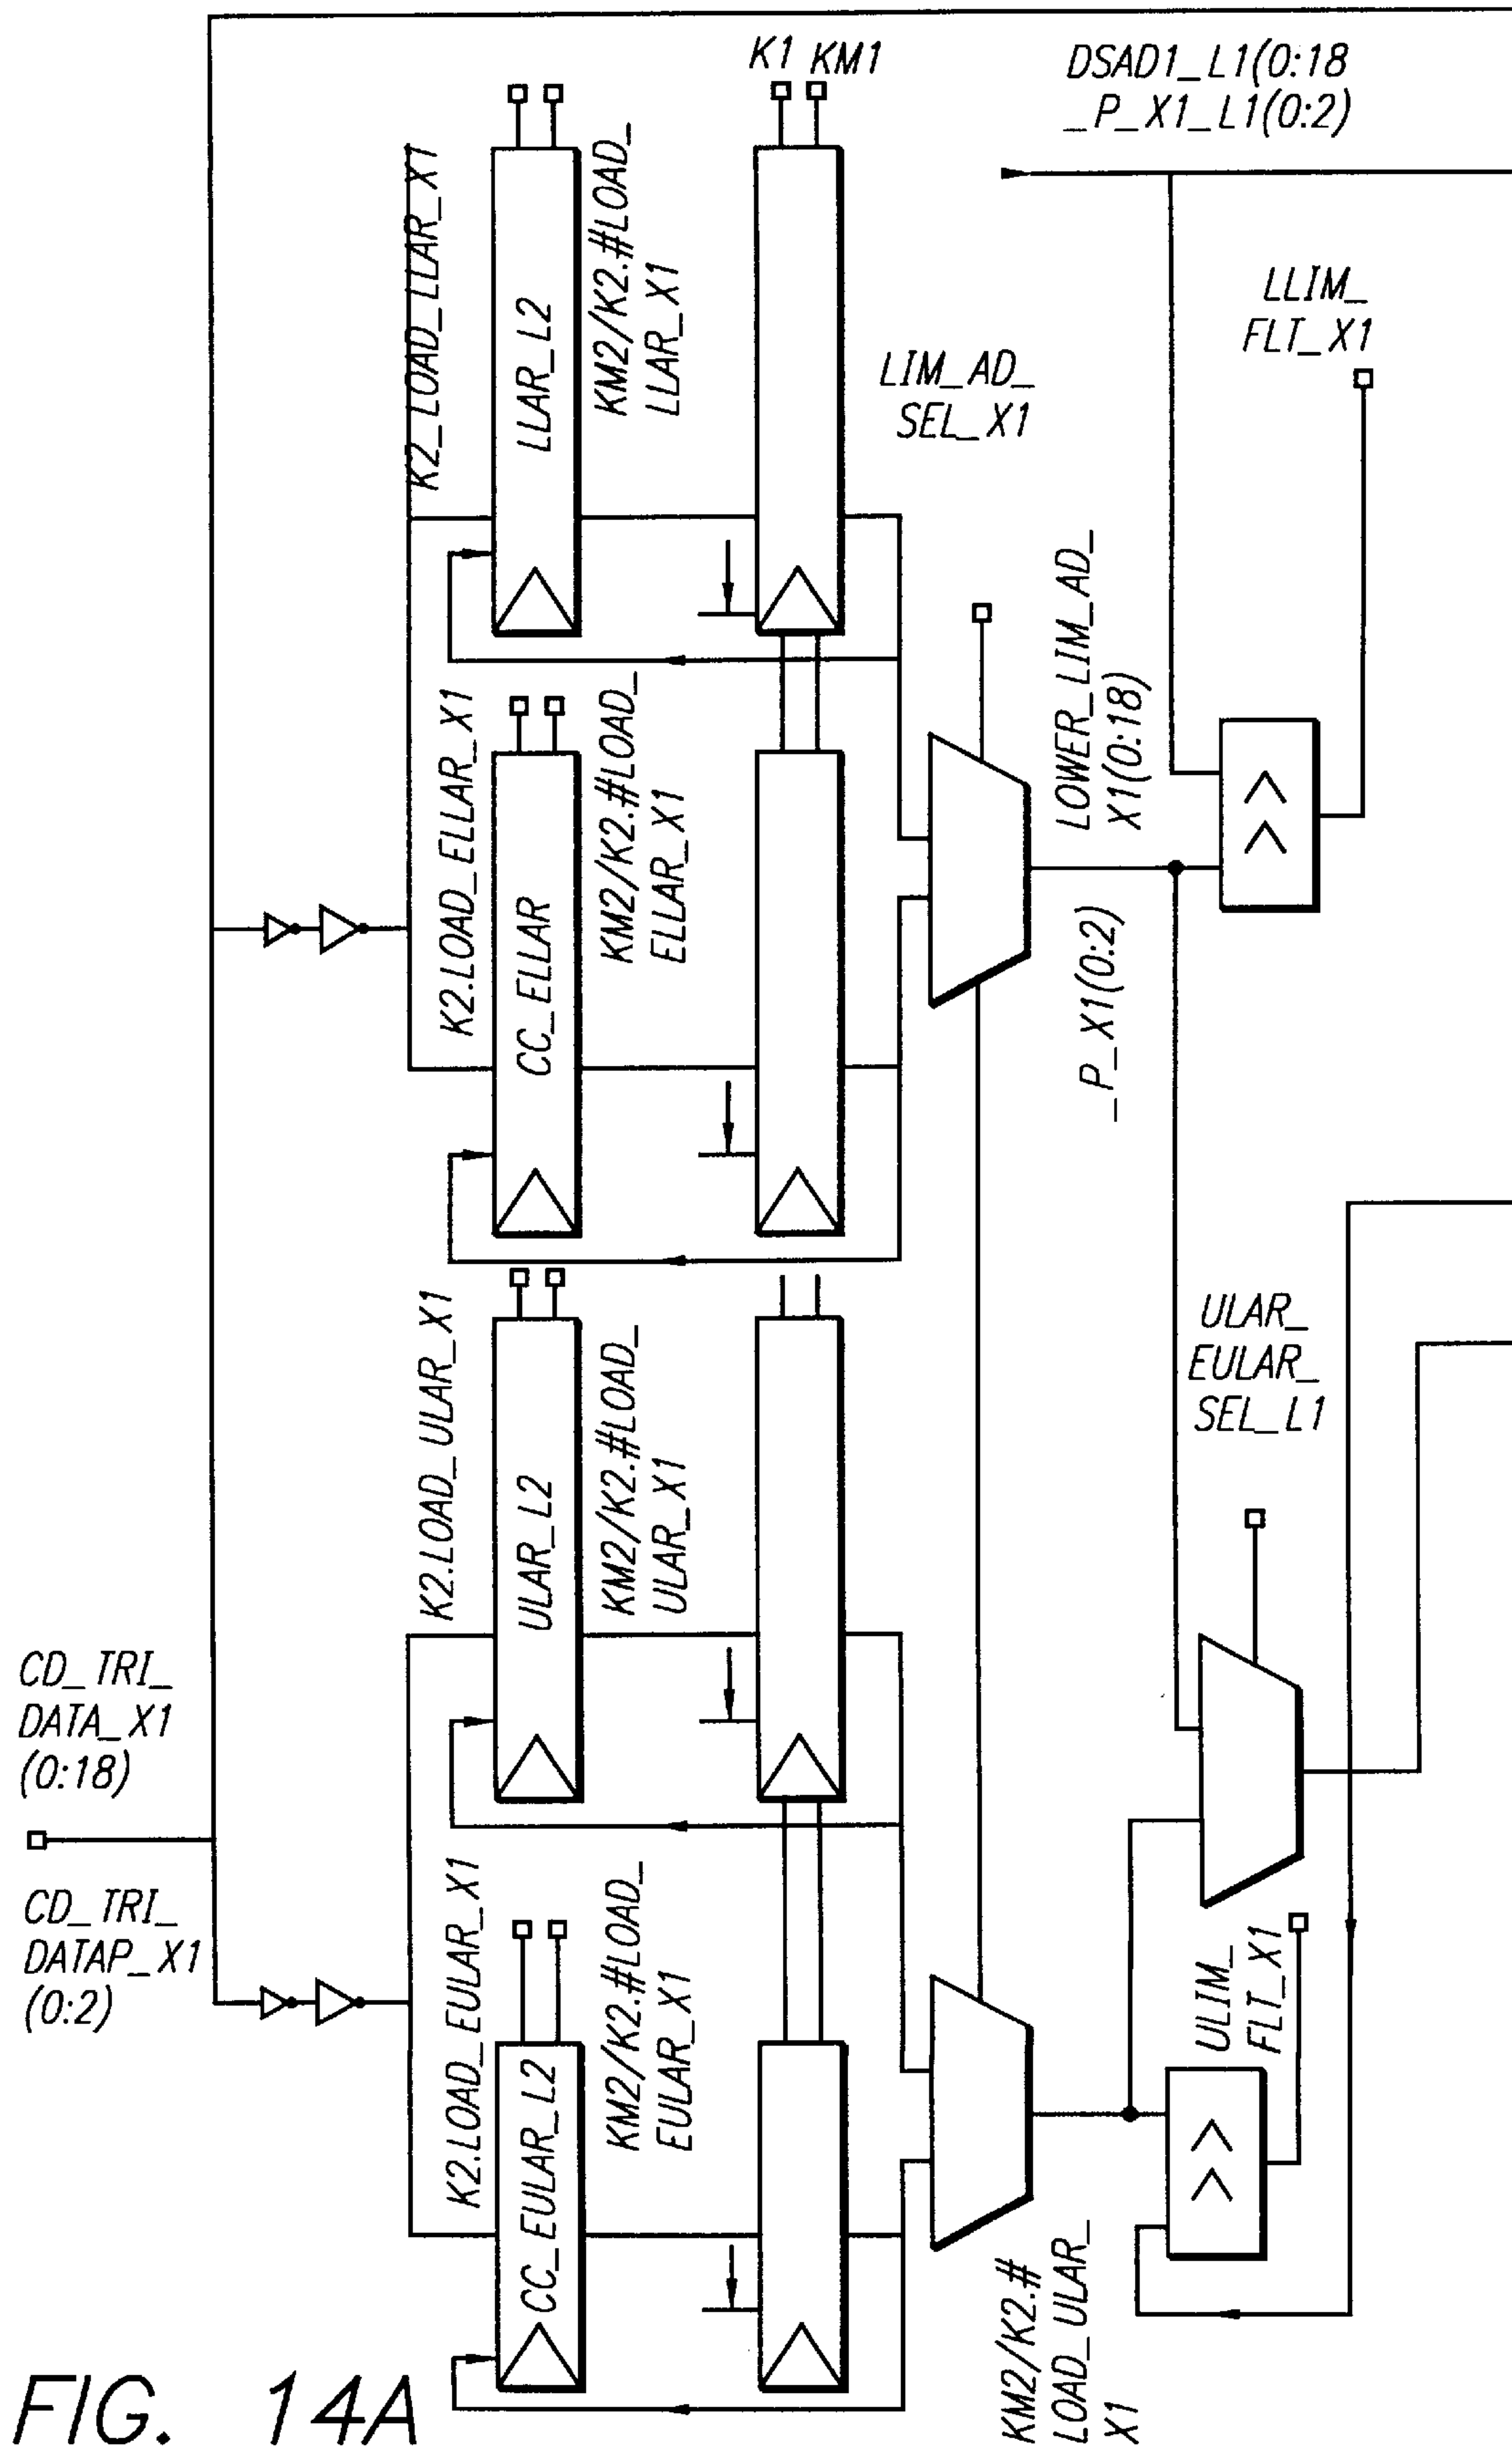 K1 KM1
DSAD1_L1(0:18
_P_X1_L1(0:2)
K2_LOAD_LLAR_X1
LLAR_L2
KM2/K2.#LOAD_
LLAR_X1
LLIM_
FLT_X1
LIM_AD_
SEL_X1
K2.LOAD_ELLAR_X1
CC_ELLAR
KM2/K2.#LOAD_
ELLAR_X1
LOWER_LIM_AD_
X1(0:18)
_P_X1(0:2)
>>
K2.LOAD_ULAR_X1
ULAR_L2
KM2/K2.#LOAD_
ULAR_X1
ULAR_
EULAR_
SEL_L1
CD_TRI_
DATA_X1
(0:18)
CD_TRI_
DATAP_X1
(0:2)
K2.LOAD_EULAR_X1
CC_EULAR_L2
KM2/K2.#LOAD_
EULAR_X1
ULIM_
FLT_X1
>>
KM2/K2.#
LOAD_ULAR_
X1
FIG. 14A